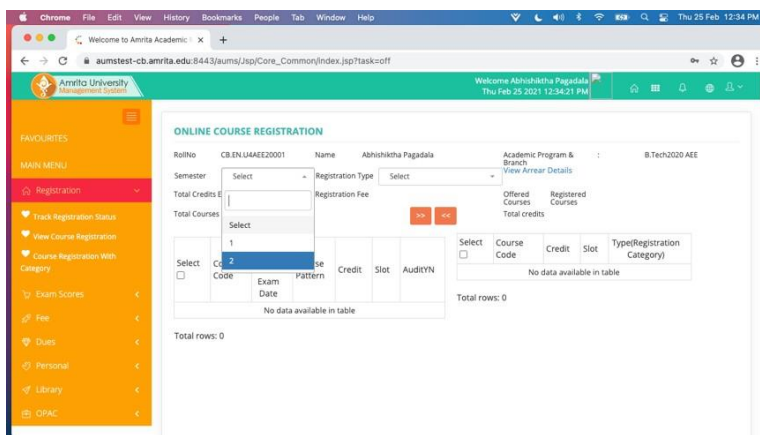 Chrome File Edit View History Bookmarks People Tab Window Help Thu 25 Feb 12:34 PM
Welcome to Amrita Academic
aumstest-cb.amrita.edu:8443/aums/Jsp/Core_Common/index.jsp?task=off
Amrita University
Management System
Welcome Abhishiktha Pagadala
Thu Feb 25 2021 12:34:21 PM
FAVOURITES
MAIN MENU
Registration
Track Registration Status
View Course Registration
Course Registration With
Category
Exam Scores
Fee
Dues
Personal
Library
OPAC
ONLINE COURSE REGISTRATION
RollNo CB.EN.U4AEE20001 Name Abhishiktha Pagadala Academic Program &
Branch : B.Tech2020 AEE
View Arrear Details
Semester Select Registration Type Select
Total Credits E Registration Fee Offered
Courses Registered
Courses
Total Courses >> << Total credits
Select
1
2
Select Co
Code Exam
Date se
Pattern Credit Slot AuditYN
No data available in table
Total rows: 0
Select Course
Code Credit Slot Type(Registration
Category)
No data available in table
Total rows: 0